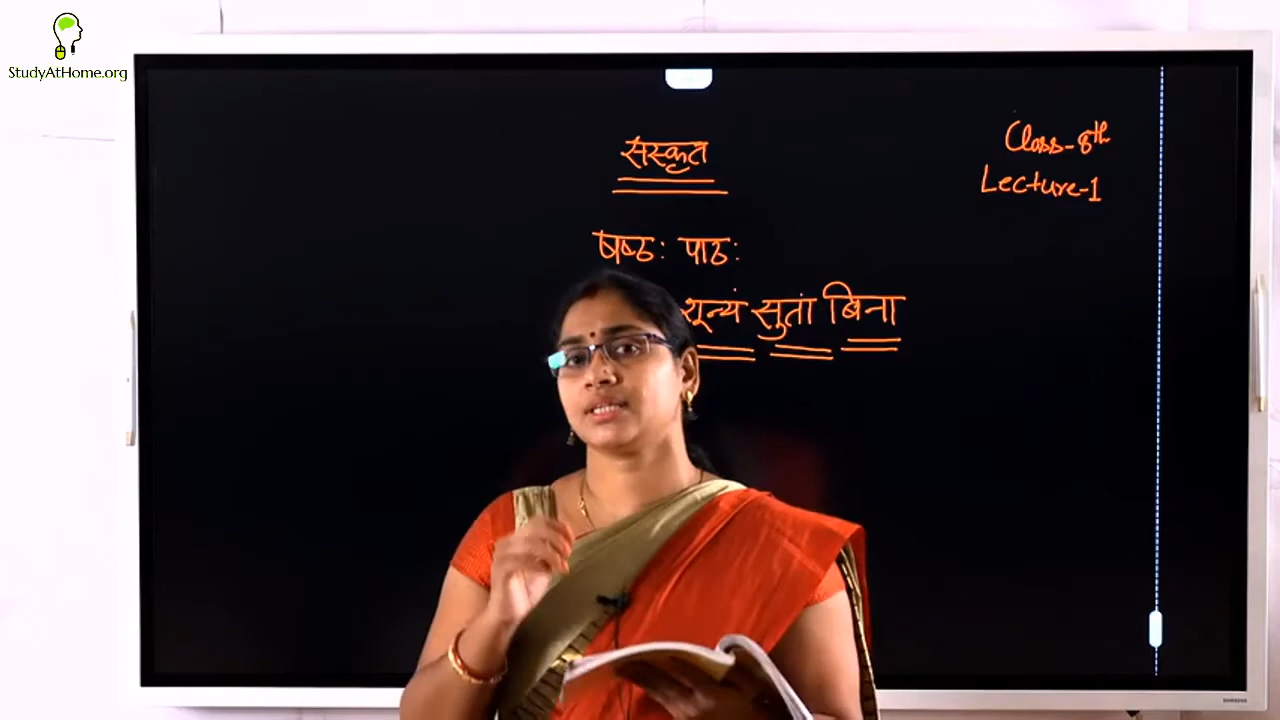 StudyAtHome.org
संस्कृत
Class-8th
Lecture-1
षष्ठः पाठः
शून्यं सुतां बिना